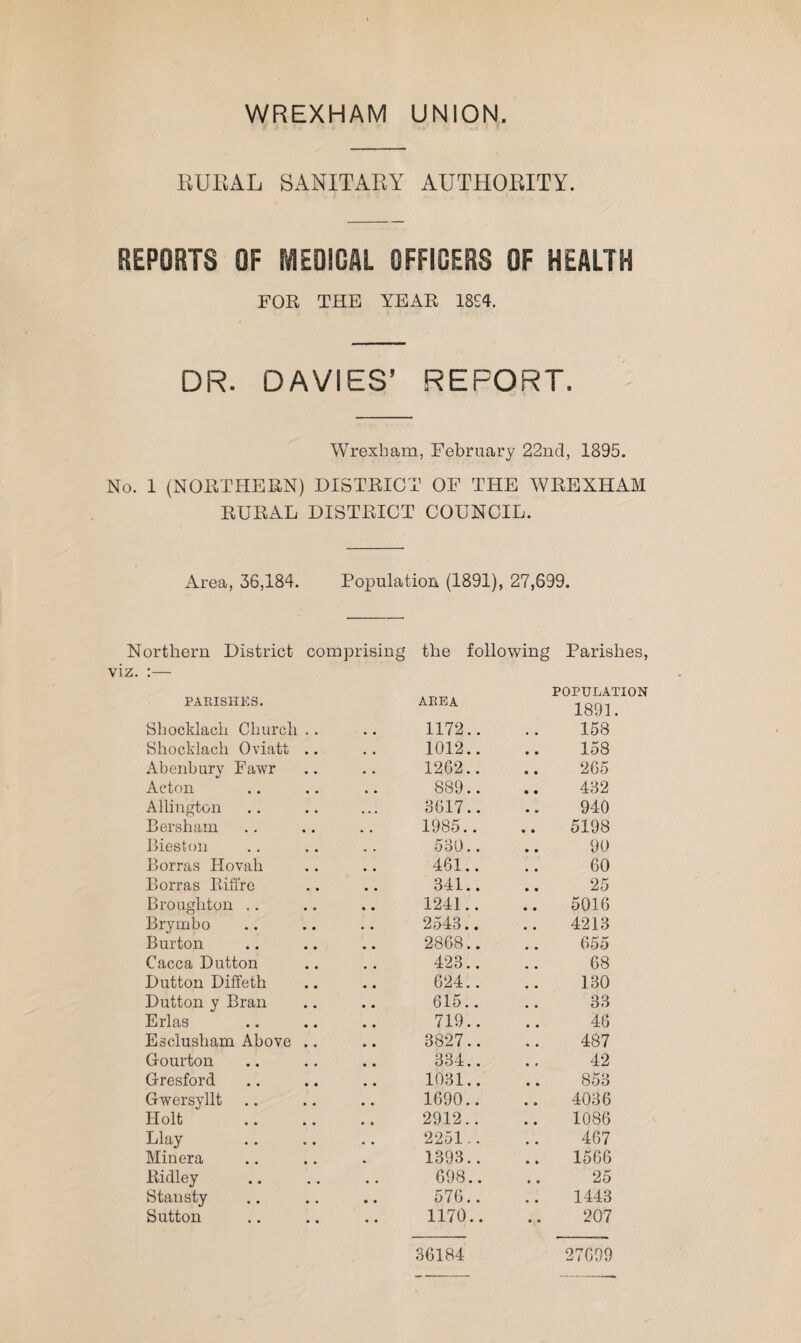 WREXHAM UNION.
RURAL SANITARY AUTHORITY.
REPORTS OF MEDICAL OFFICERS OF HEALTH
FOR THE YEAR 1894.
DR. DAVIES' REPORT.
Wrexham, February 22nd, 1895.
No. 1 (NORTHERN) DISTRICT OF THE WREXHAM
RURAL DISTRICT COUNCIL.
Area, 36,184. Population (1891), 27,699.
Northern District comprising the following Parishes,
viz. :—
PARISHES. AREA POPULATION 1891.
Shocklach Church .. .. 1172.. .. 158
Shocklach Oviatt .. .. 1012.. .. 158
Abenbury Fawr .. .. 1262.. .. 265
Acton .. .. .. 889.. .. 432
Allington .. .. ... 3617.. .. 940
Bersham .. .. .. 1985.. .. 5198
Bieston .. .. .. 530.. .. 90
Borras Hovah .. .. 461.. .. 60
Borras Riffre .. .. 341.. .. 25
Broughton .. .. .. 1241.. .. 5016
Brymbo .. .. .. 2543.. .. 4213
Burton .. .. .. 2868.. .. 655
Cacca Dutton .. .. 423.. .. 68
Dutton Diffeth .. .. 624.. .. 130
Dutton y Bran .. .. 615.. .. 33
Erlas .. .. .. 719.. .. 46
Esclusham Above .. .. 3827.. .. 487
Gourton .. .. .. 334.. .. 42
Gresford .. .. .. 1031.. .. 853
Gwersyllt .. .. .. 1690.. .. 4036
Holt .. .. .. 2912.. .. 1086
Llay .. .. .. 2251.. .. 467
Minera .. .. . 1393.. .. 1566
Ridley .. .. .. 698.. .. 25
Stansty .. .. .. 576.. .. 1443
Sutton .. .. .. 1170.. .. 207
36184 27699